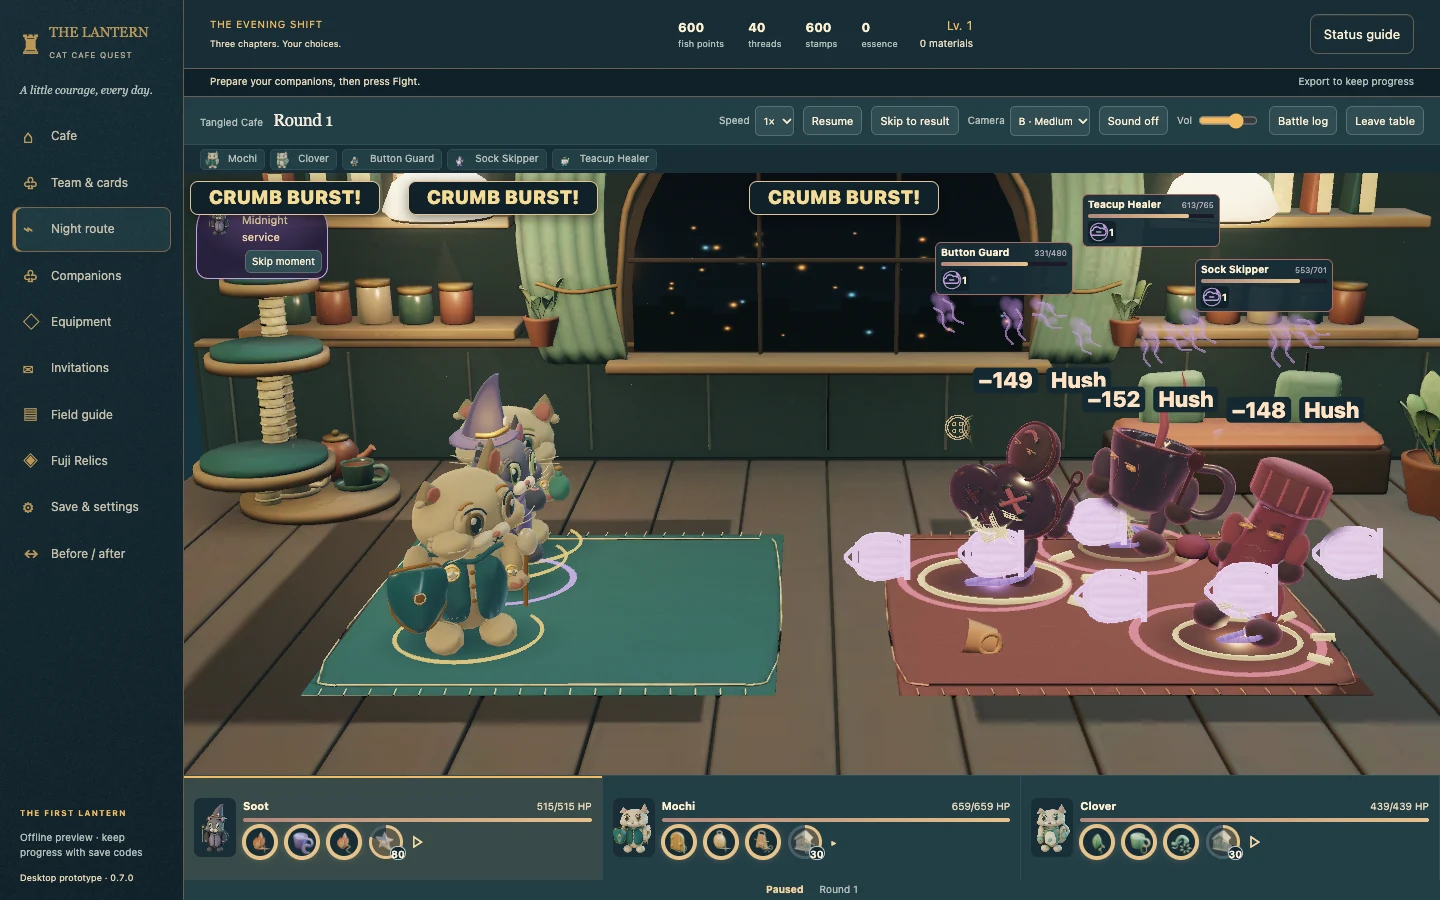 THE LANTERN
CAT CAFE QUEST
A little courage, every day.
Cafe
Team & cards
Night route
Companions
Equipment
Invitations
Field guide
Fuji Relics
Save & settings
Before / after
THE FIRST LANTERN
Offline preview · keep
progress with save codes
Desktop prototype · 0.7.0
THE EVENING SHIFT
Three chapters. Your choices.
600 40 600 0 Lv. 1
fish points threads stamps essence 0 materials
Status guide
Prepare your companions, then press Fight.
Export to keep progress
Tangled Cafe Round 1
Speed 1x Resume Skip to result Camera B · Medium Sound off Vol Battle log Leave table
Mochi Clover Button Guard Sock Skipper Teacup Healer
CRUMB BURST! CRUMB BURST! CRUMB BURST!
Midnight
service
Skip moment
Teacup Healer 613/765
1
Button Guard 331/480
1
Sock Skipper 553/701
1
−149 Hush
−152 Hush
−148 Hush
Soot 515/515 HP
80
Mochi 659/659 HP
30
Clover 439/439 HP
30
Paused Round 1